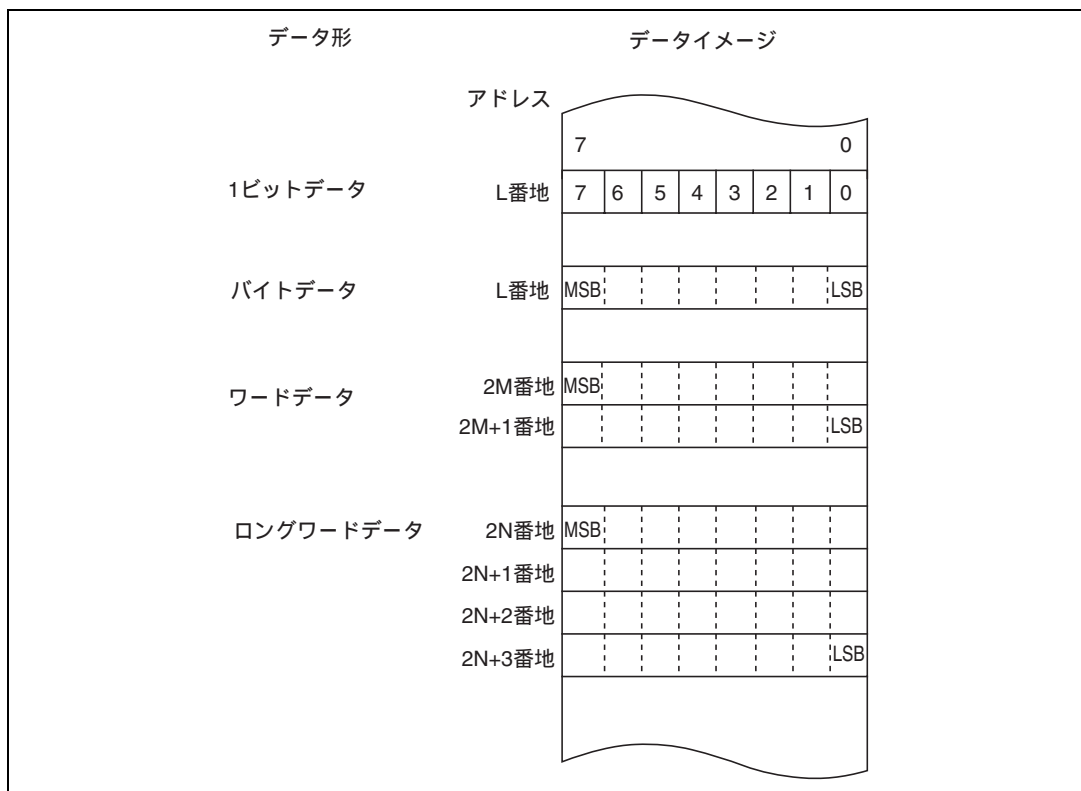 データ形 データイメージ
アドレス
7 0
1ビットデータ L番地 7 6 5 4 3 2 1 0
バイトデータ L番地 MSB LSB
ワードデータ 2M番地 MSB
2M+1番地 LSB
ロングワードデータ 2N番地 MSB
2N+1番地
2N+2番地
2N+3番地 LSB